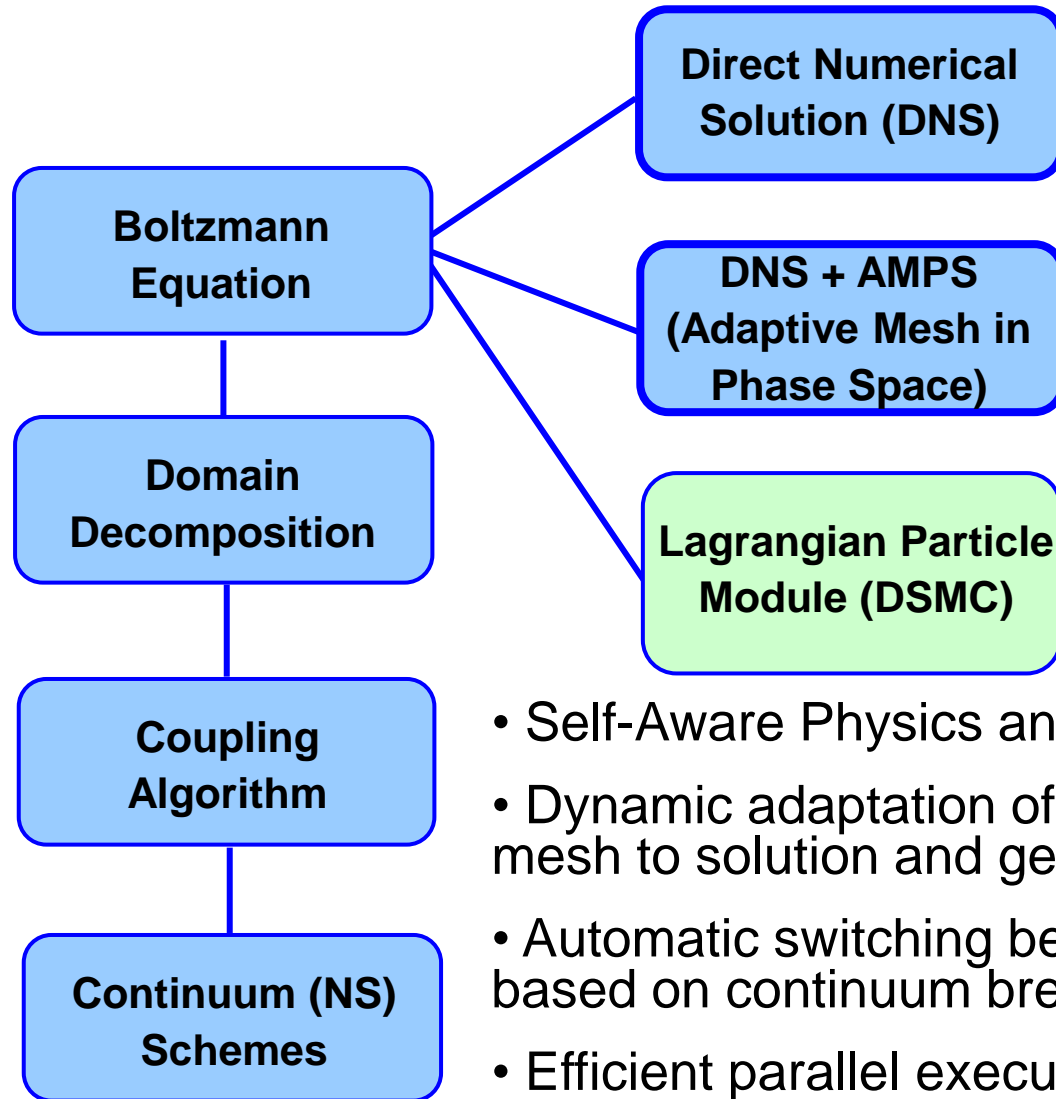 Direct Numerical
Solution (DNS)
Boltzmann
Equation
DNS + AMPS
(Adaptive Mesh in
Phase Space)
Domain
Decomposition
Lagrangian Particle
Module (DSMC)
Coupling
Algorithm
Continuum (NS)
Schemes
• Self-Aware Physics an
• Dynamic adaptation of
mesh to solution and ge
• Automatic switching be
based on continuum bre
• Efficient parallel execu